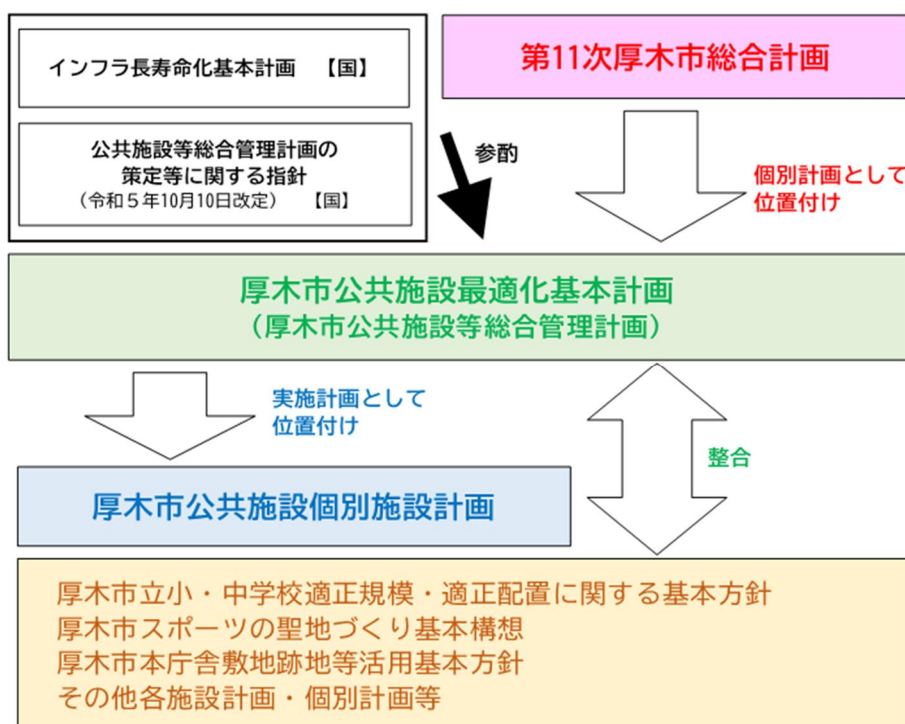 インフラ長寿命化基本計画 【国】
公共施設等総合管理計画の
策定等に関する指針
（令和５年10月10日改定） 【国】
第11次厚木市総合計画
参酌
個別計画として
位置付け
厚木市公共施設最適化基本計画
（厚木市公共施設等総合管理計画）
実施計画として
位置付け
整合
厚木市公共施設個別施設計画
厚木市立小・中学校適正規模・適正配置に関する基本方針
厚木市スポーツの聖地づくり基本構想
厚木市本庁舎敷地跡地等活用基本方針
その他各施設計画・個別計画等